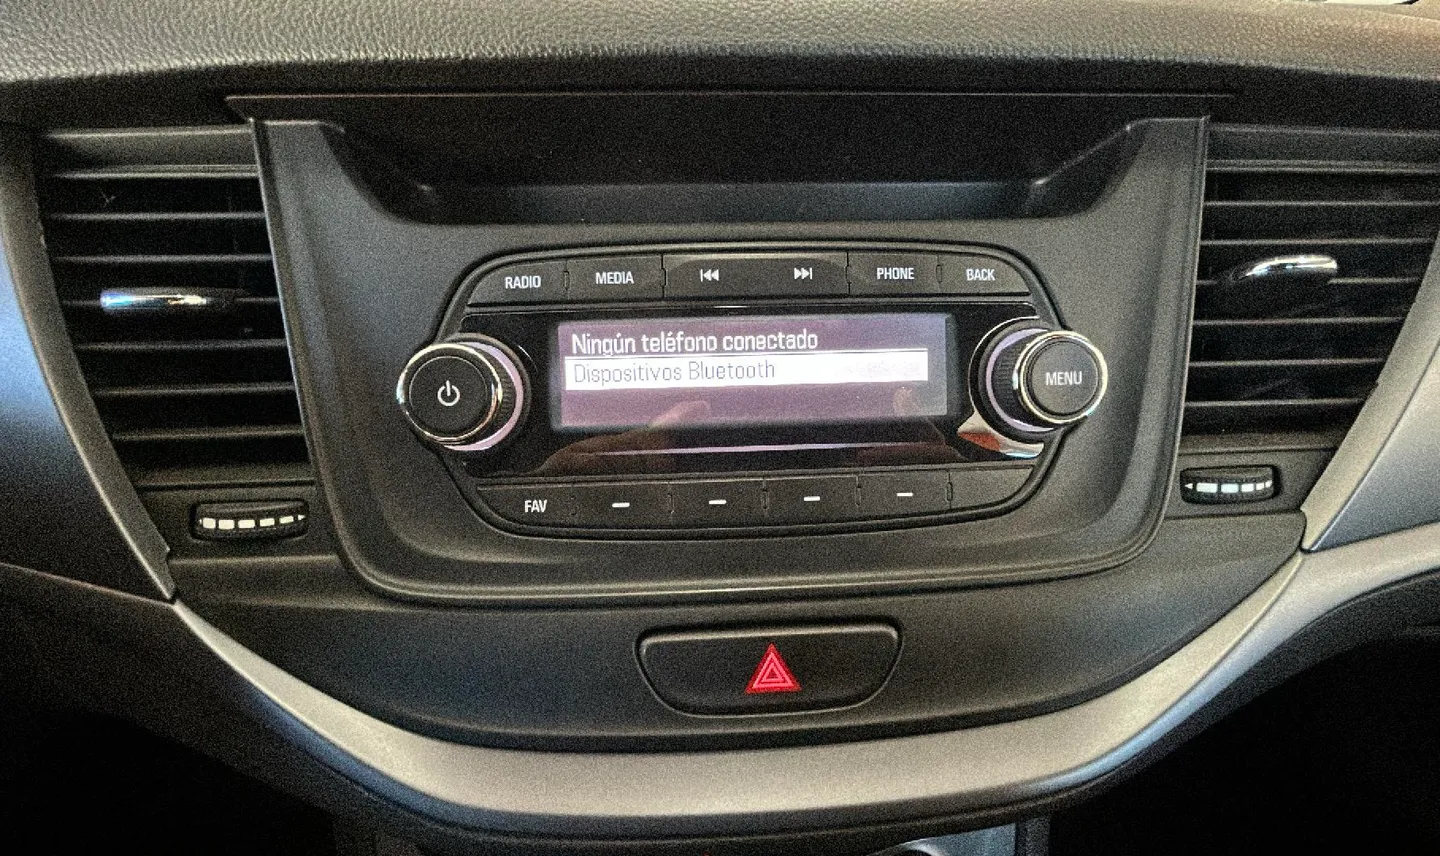 RADIO MEDIA PHONE BACK
Ningún teléfono conectado
Dispositivos Bluetooth
MENU
FAV